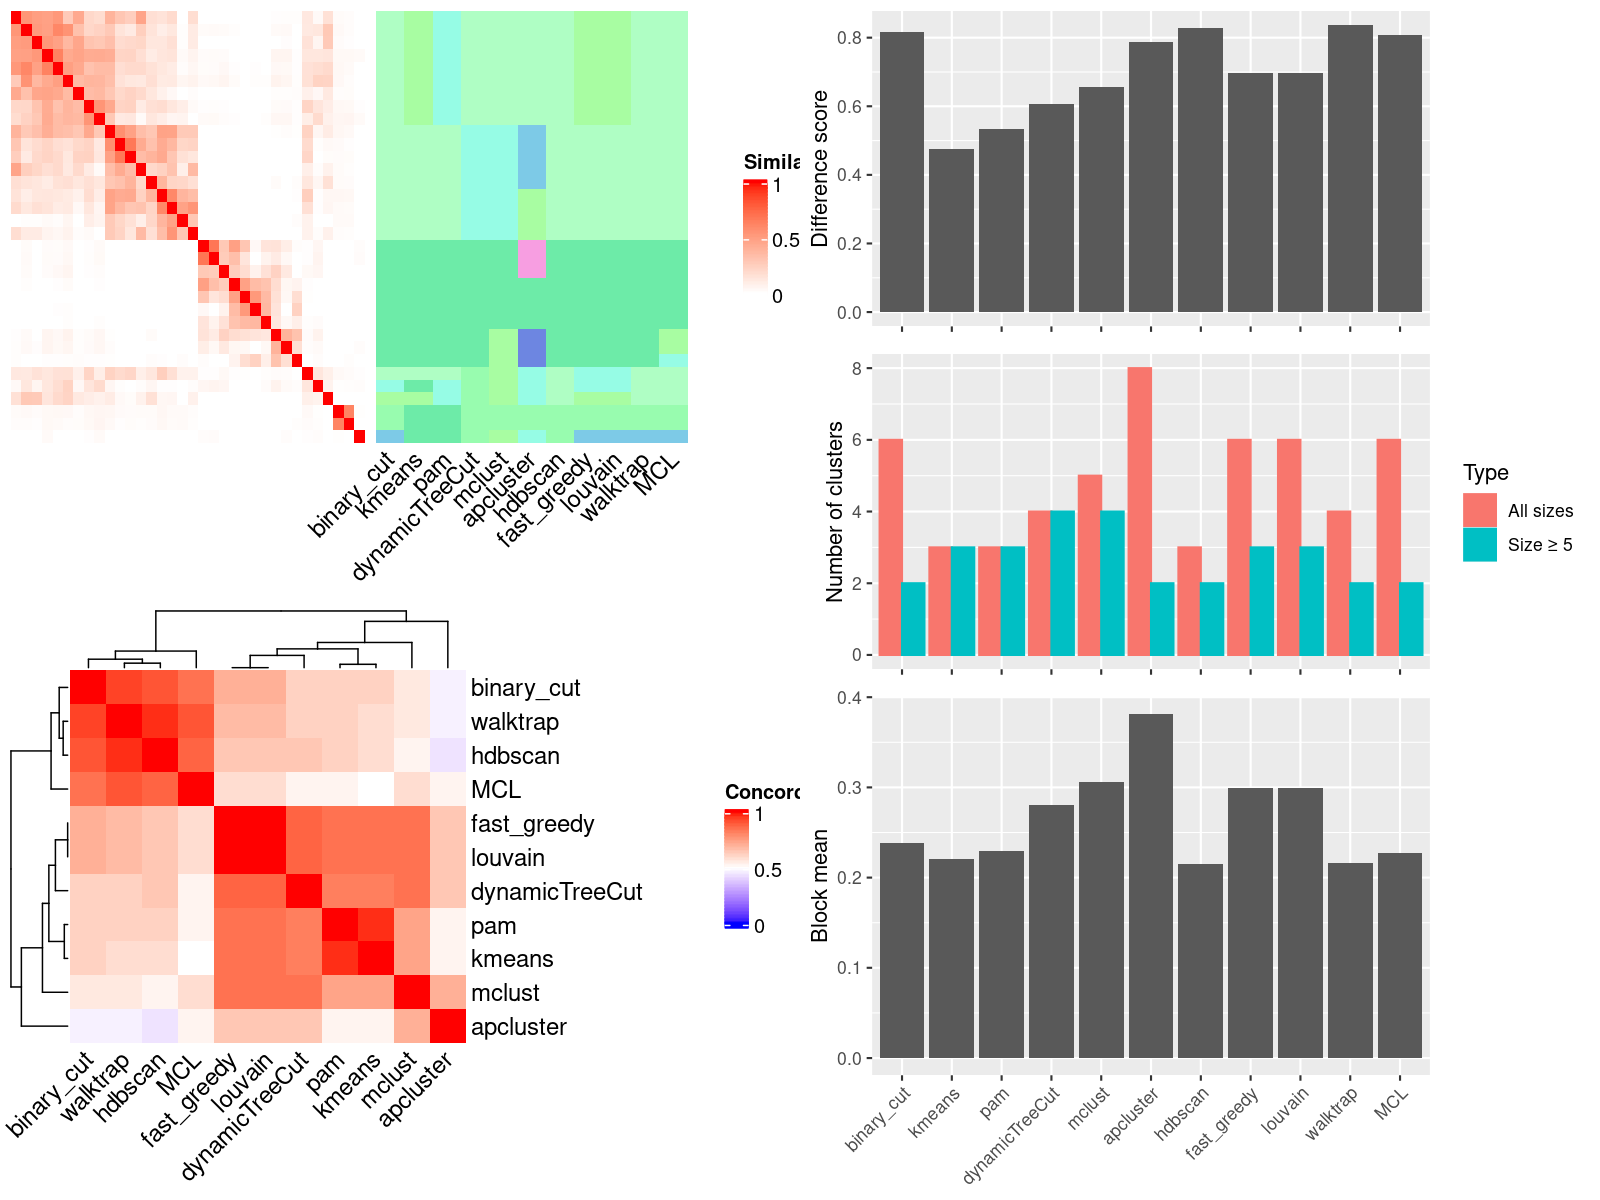 Simila
1
0.5
0
binary_cut
kmeans
pam
dynamicTreeCut
mclust
apcluster
hdbscan
fast_greedy
louvain
walktrap
MCL
binary_cut
walktrap
hdbscan
MCL
fast_greedy
louvain
dynamicTreeCut
pam
kmeans
mclust
apcluster
Concord
1
0.5
0
binary_cut
walktrap
hdbscan
MCL
fast_greedy
louvain
dynamicTreeCut
pam
kmeans
mclust
apcluster
Difference score
0.8
0.6
0.4
0.2
0.0
Number of clusters
8
6
4
2
0
Type
All sizes
Size ≥ 5
Block mean
0.4
0.3
0.2
0.1
0.0
binary_cut
kmeans
pam
dynamicTreeCut
mclust
apcluster
hdbscan
fast_greedy
louvain
walktrap
MCL